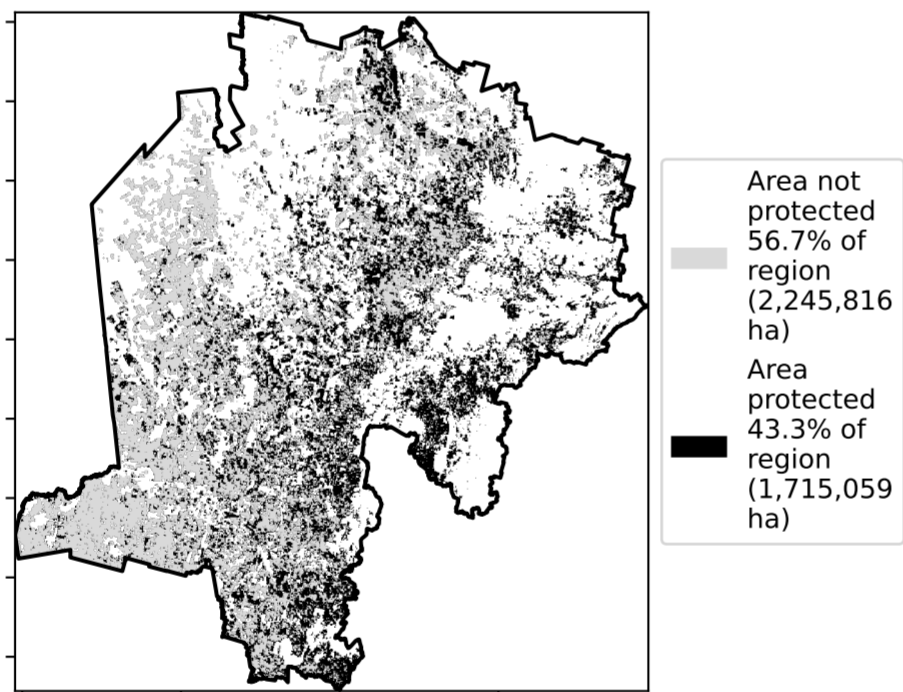 Area not
protected
56.7% of
region
(2,245,816
ha)
Area
protected
43.3% of
region
(1,715,059
ha)